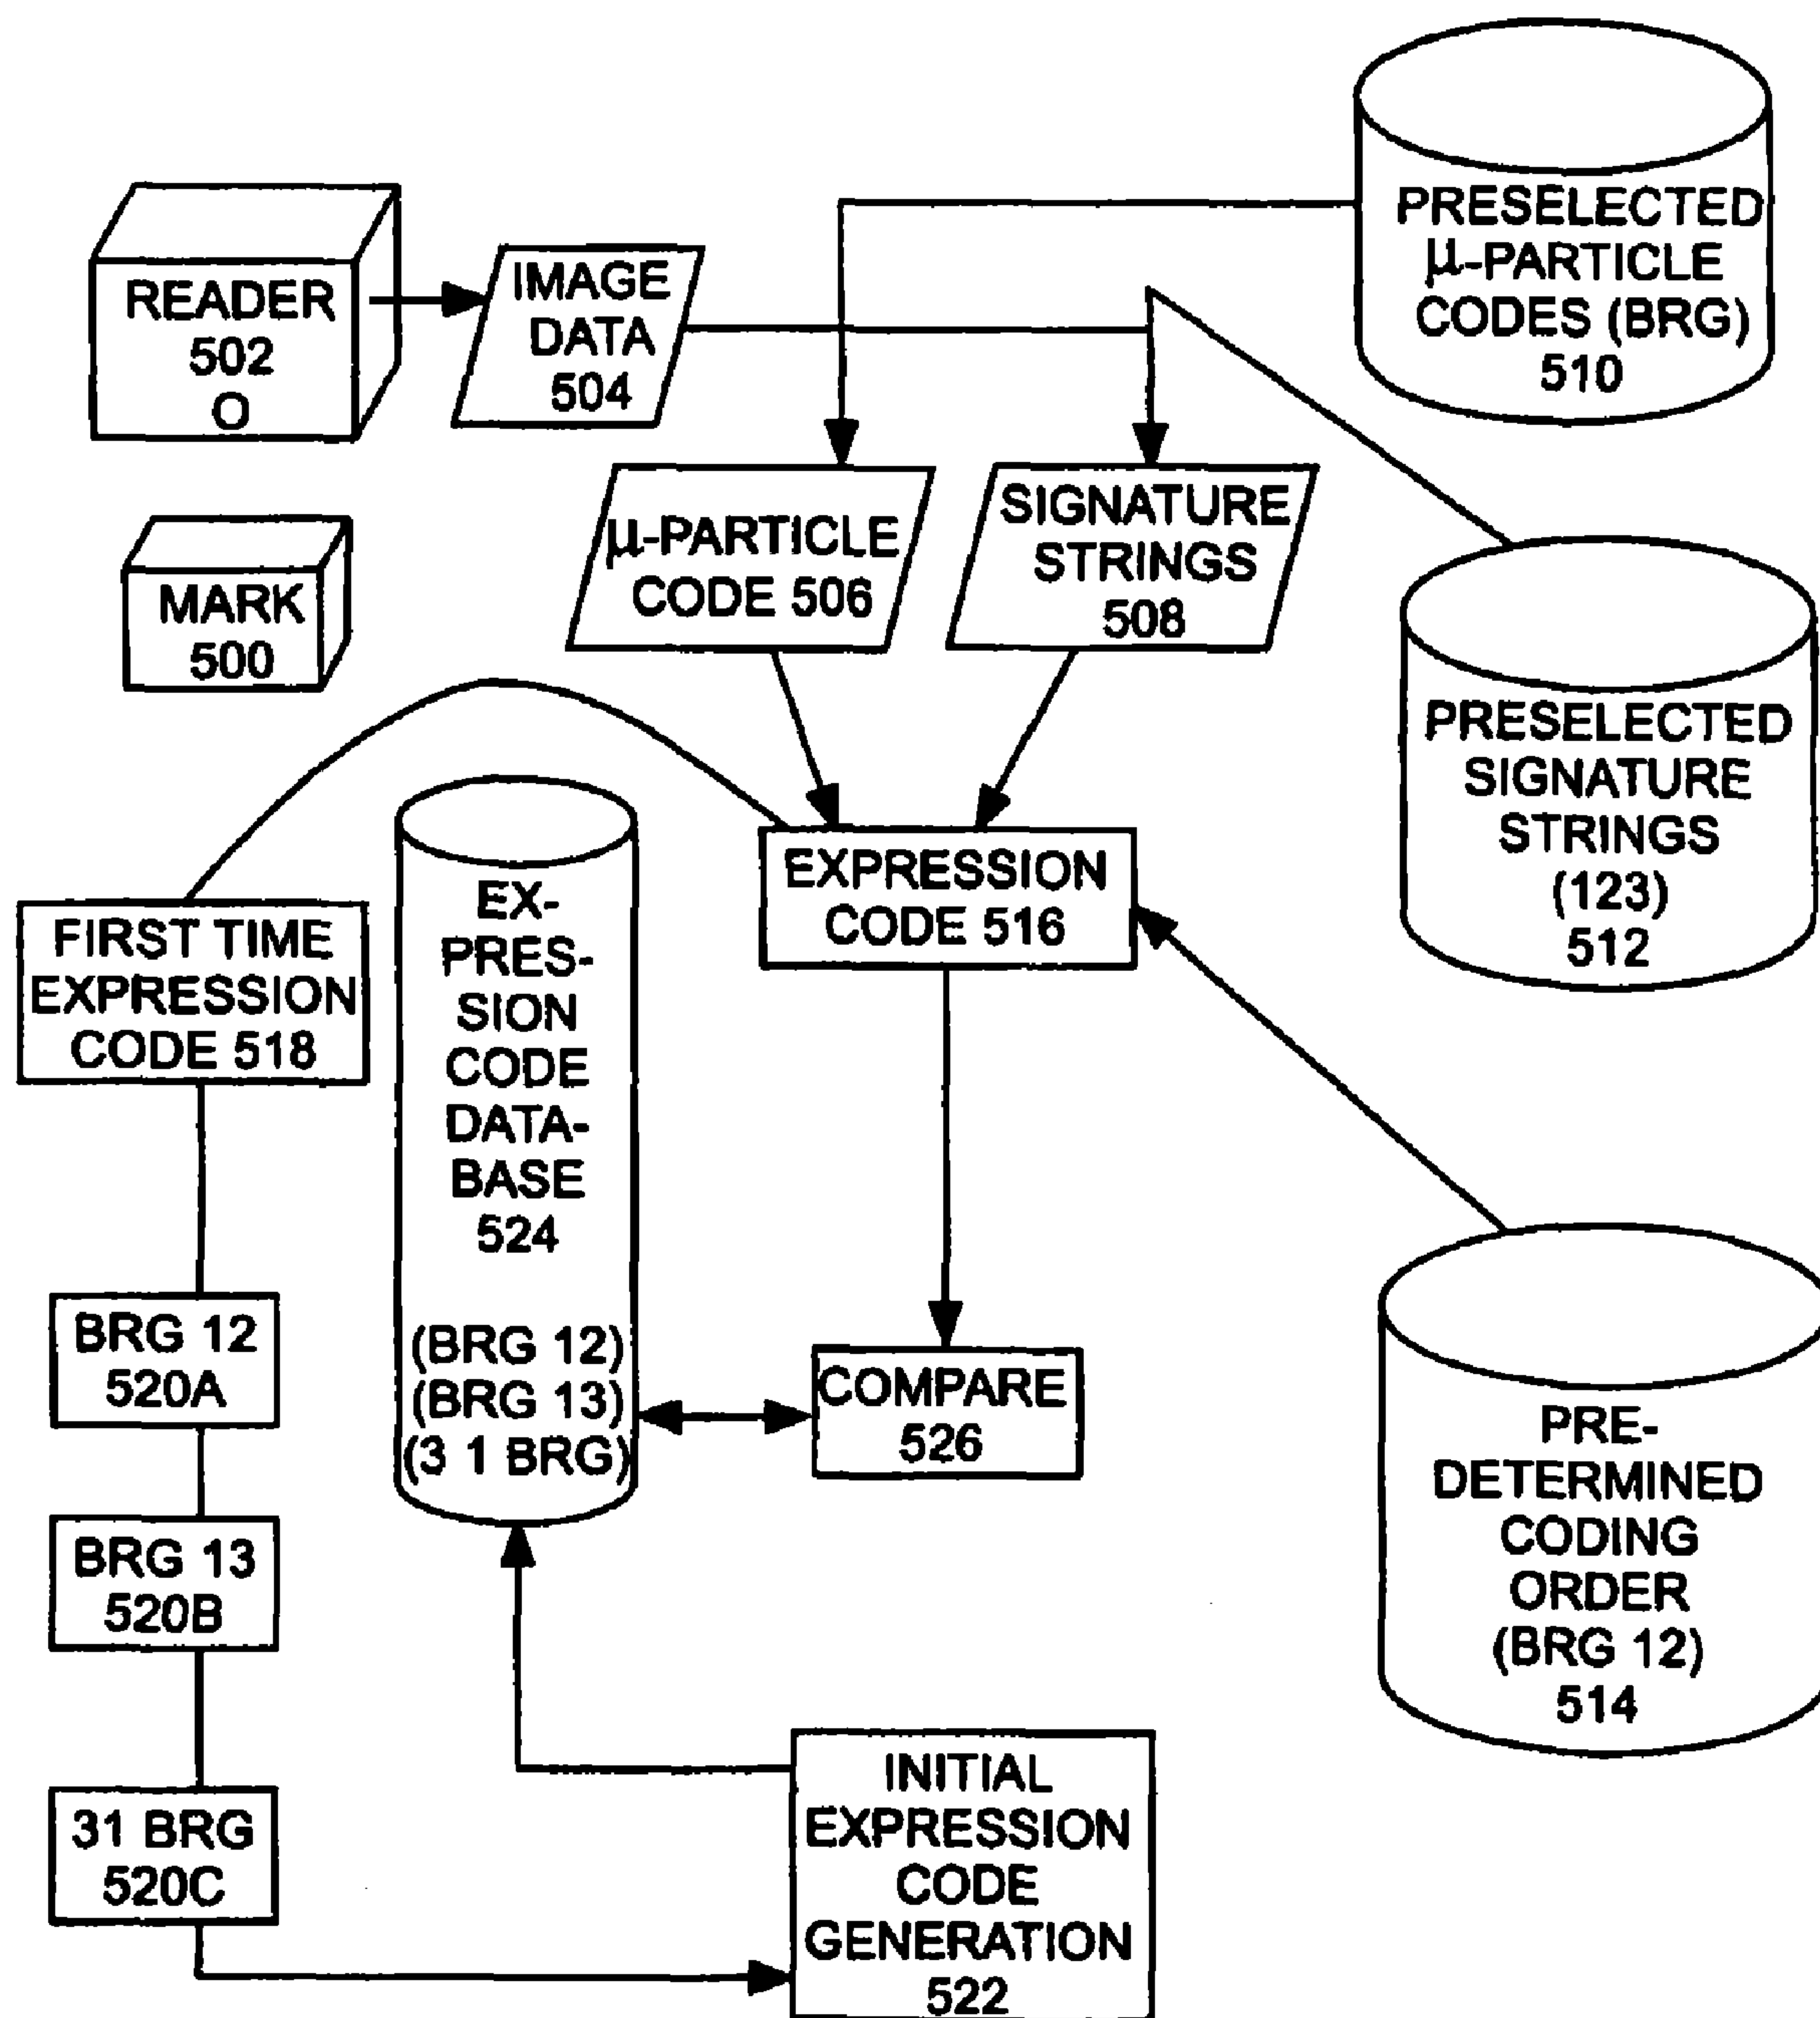 READER
502
O
IMAGE
DATA
504
PRESELECTED
µ-PARTICLE
CODES (BRG)
510
MARK
500
µ-PARTICLE
CODE 506
SIGNATURE
STRINGS
508
PRESELECTED
SIGNATURE
STRINGS
(123)
512
FIRST TIME
EXPRESSION
CODE 518
EX-
PRES-
SION
CODE
DATA-
BASE
524
(BRG 12)
(BRG 13)
(3 1 BRG)
EXPRESSION
CODE 516
BRG 12
520A
COMPARE
526
PRE-
DETERMINED
CODING
ORDER
(BRG 12)
514
BRG 13
520B
31 BRG
520C
INITIAL
EXPRESSION
CODE
GENERATION
522